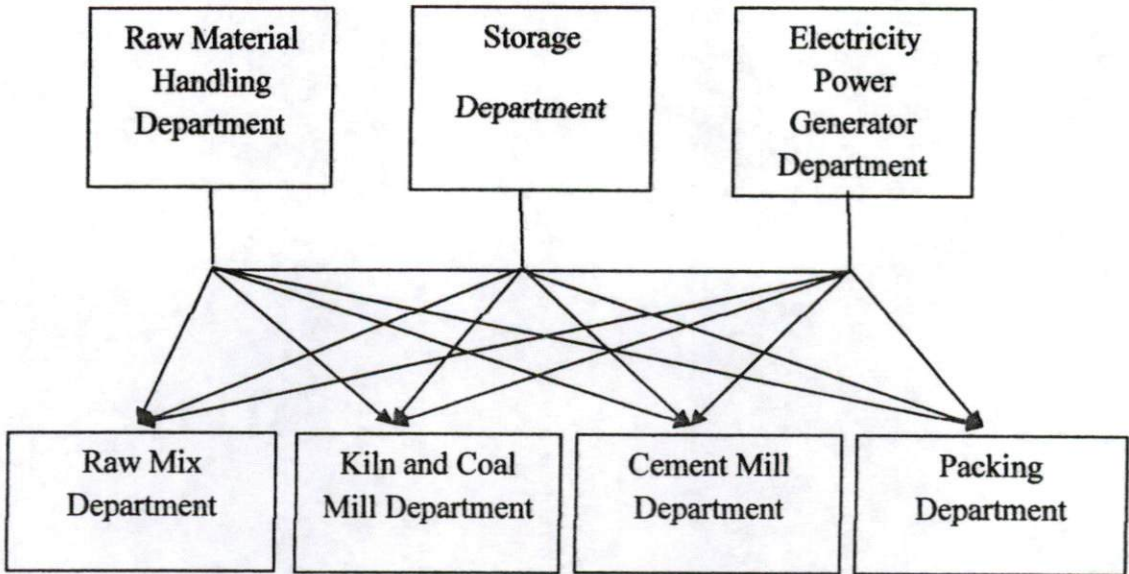 Raw Material
Handling
Department
Storage
Department
Electricity
Power
Generator
Department
Raw Mix
Department
Kiln and Coal
Mill Department
Cement Mill
Department
Packing
Department